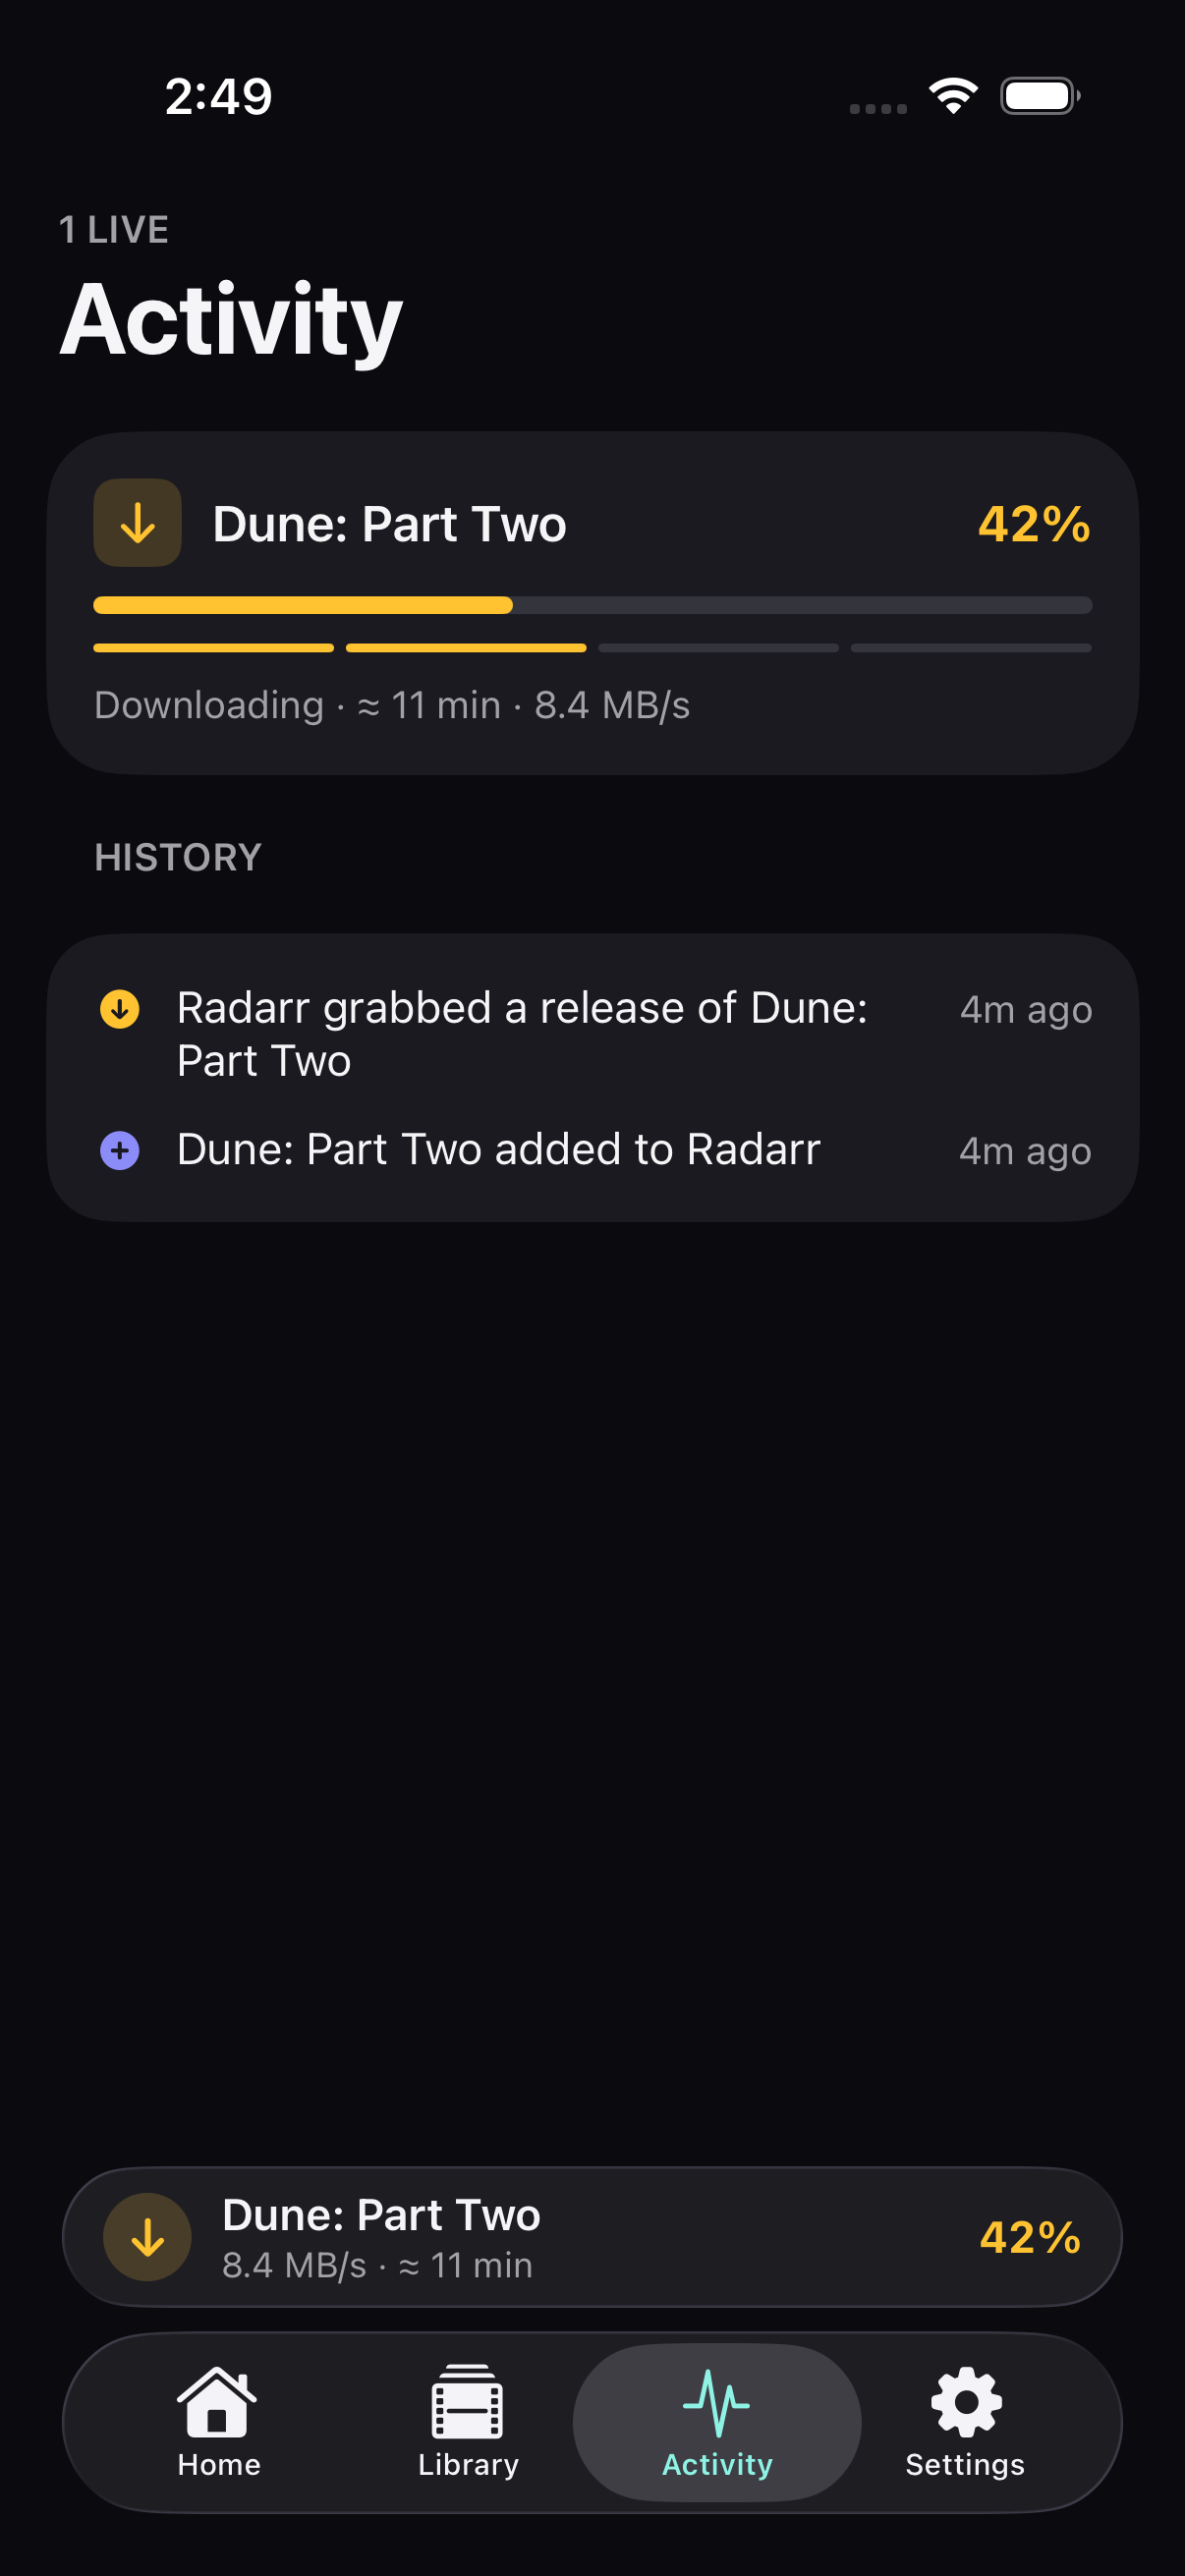 2:49
1 LIVE
Activity
Dune: Part Two 42%
Downloading · ≈ 11 min · 8.4 MB/s
HISTORY
Radarr grabbed a release of Dune: 4m ago
Part Two
Dune: Part Two added to Radarr 4m ago
Dune: Part Two
8.4 MB/s · ≈ 11 min
42%
Home Library Activity Settings